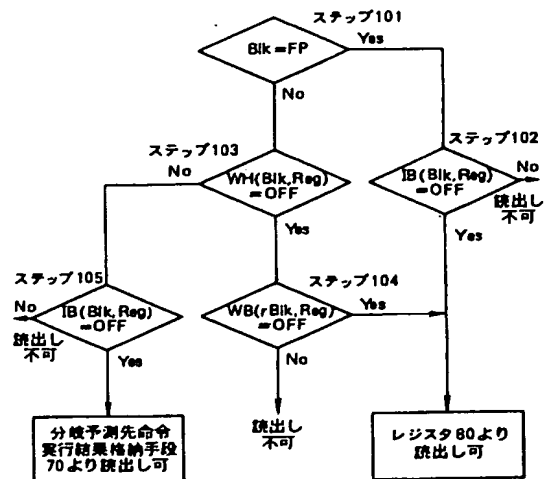 ステップ101
Blk=FP
Yes
No
ステップ103
ステップ102
No
WH(Blk,Reg)
=OFF
IB(Blk,Reg)
=OFF
No
読出し
不可
Yes
Yes
ステップ105
ステップ104
No
IB(Blk,Reg)
=OFF
WB(rBlk,Reg)
=OFF
Yes
読出し
不可
Yes
No
読出し
不可
分岐予測先命令
実行結果格納手段
70より読出し可
レジスタ80より
読出し可